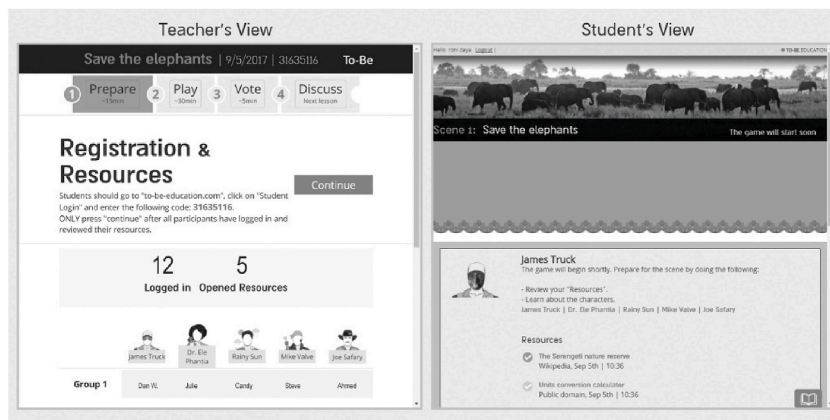 Teacher's View
Save the elephants | 9/5/2017 | 31635116 To-Be
1 Prepare ~15min
2 Play ~30min
3 Vote ~5min
4 Discuss Next lesson
Registration &
Resources
Students should go to "to-be-education.com", click on "Student
Login" and enter the following code: 31635116.
ONLY press "continue" after all participants have logged in and
reviewed their resources.
Continue
12 5
Logged in Opened Resources
James Truck
Dr. Ele
Phantia
Rainy Sun
Mike Valve
Joe Safary
Group 1 Dan W. Julie Candy Steve Ahmed
Student's View
Hello Logout | TO-BE EDUCATION
Scene 1: Save the elephants The game will start soon
James Truck
The game will begin shortly. Prepare for the scene by doing the following:
- Review your "Resources".
- Learn about the characters.
James Truck | Dr. Ele Phantia | Rainy Sun | Mike Valve | Joe Safary
Resources
The Serengeti nature reserve
Wikipedia, Sep 5th | 10:36
Units conversion calculator
Public domain, Sep 5th | 10:36